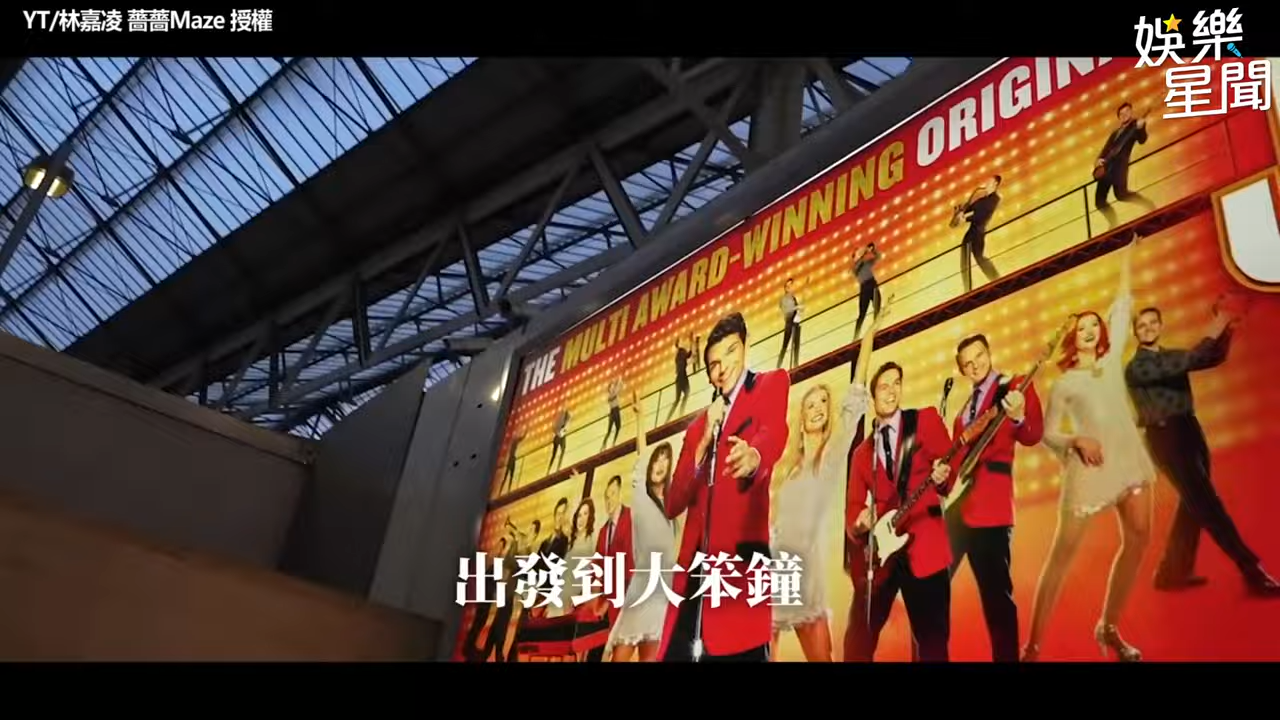 YT/林嘉凌 薔薔Maze 授權
娛樂
星聞
THE MULTI AWARD-WINNING ORIGIN
出發到大笨鐘